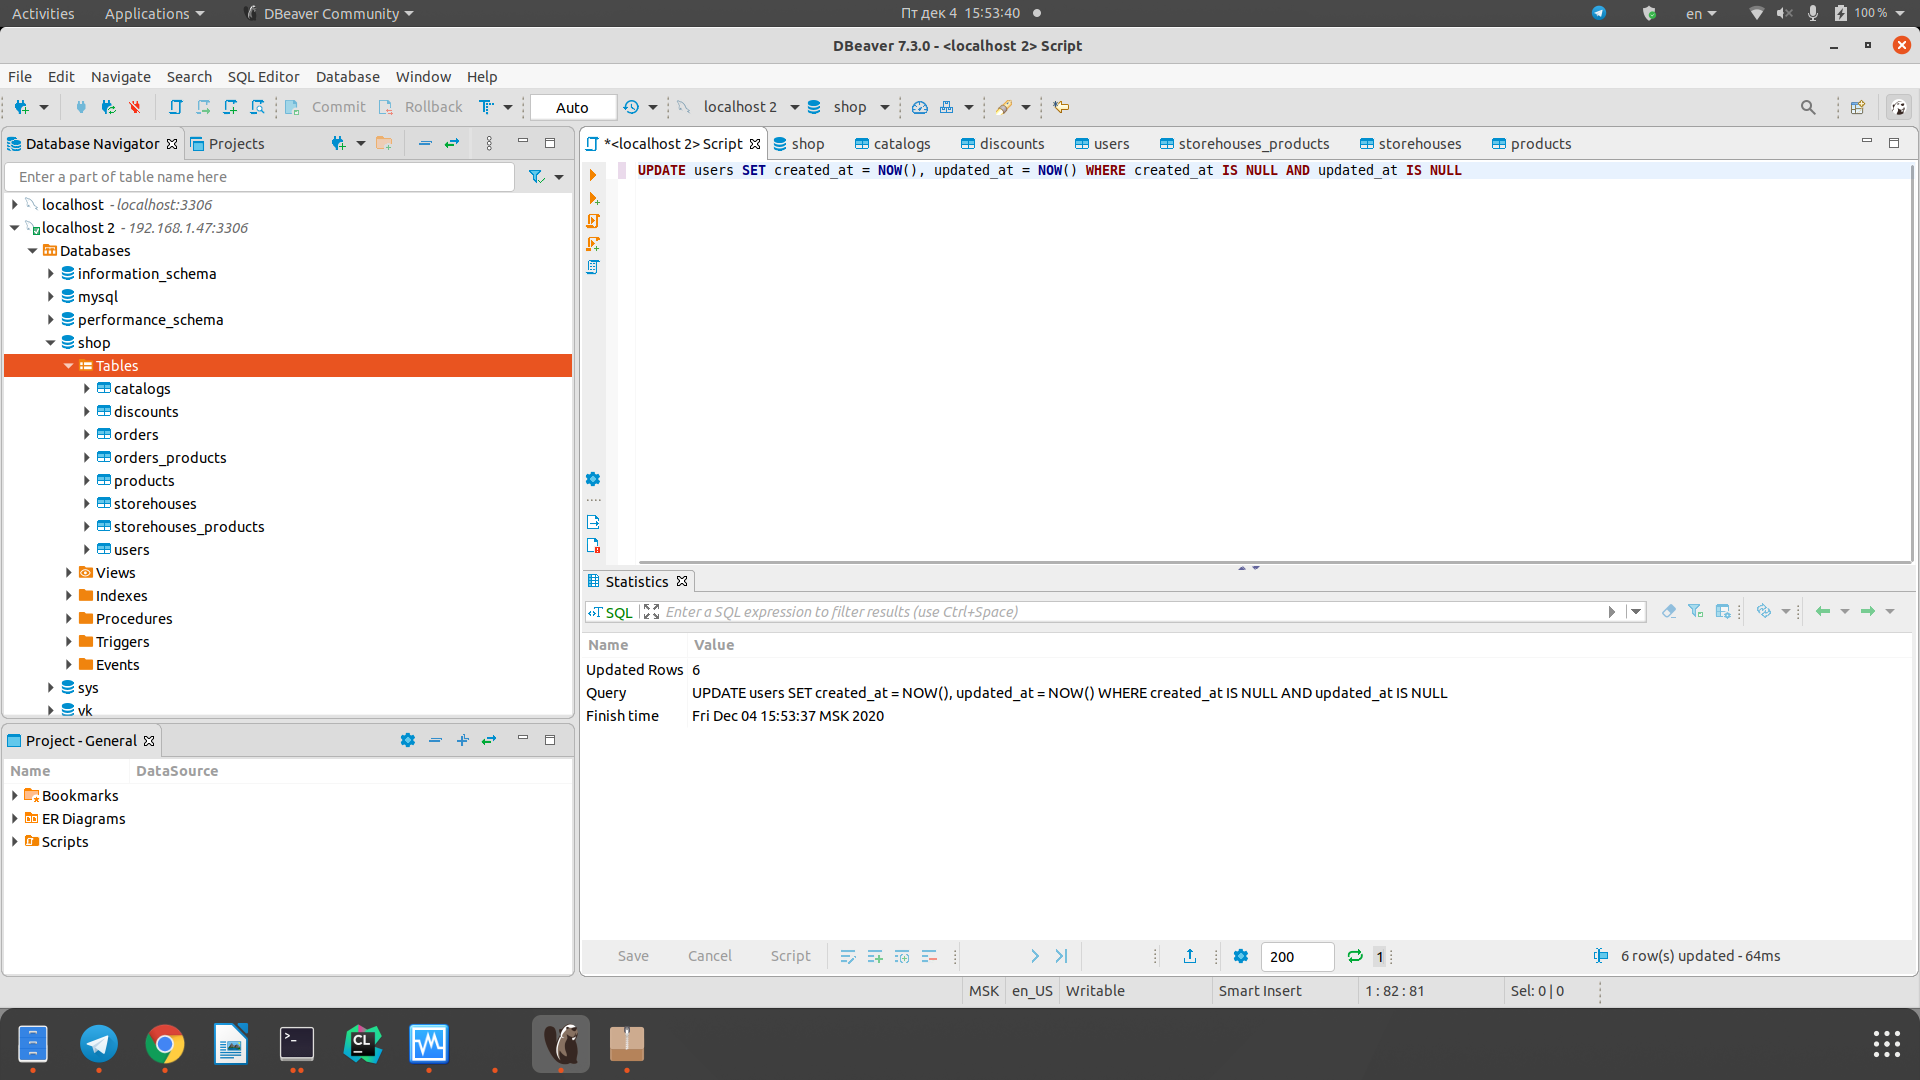 Activities Applications DBeaver Community Пт дек 4 15:53:40 en 100 %
DBeaver 7.3.0 - <localhost 2> Script
File Edit Navigate Search SQL Editor Database Window Help
Commit Rollback Auto localhost 2 shop
Database Navigator Projects
*<localhost 2> Script shop catalogs discounts users storehouses_products storehouses products
Enter a part of table name here
UPDATE users SET created_at = NOW(), updated_at = NOW() WHERE created_at IS NULL AND updated_at IS NULL
localhost - localhost:3306
localhost 2 - 192.168.1.47:3306
Databases
information_schema
mysql
performance_schema
shop
Tables
catalogs
discounts
orders
orders_products
products
storehouses
storehouses_products
users
Views
Indexes
Procedures
Triggers
Events
sys
vk
Statistics
SQL Enter a SQL expression to filter results (use Ctrl+Space)
Name Value
Updated Rows 6
Query UPDATE users SET created_at = NOW(), updated_at = NOW() WHERE created_at IS NULL AND updated_at IS NULL
Finish time Fri Dec 04 15:53:37 MSK 2020
Project - General
Name DataSource
Bookmarks
ER Diagrams
Scripts
Save Cancel Script 200 1 6 row(s) updated - 64ms
MSK en_US Writable Smart Insert 1 : 82 : 81 Sel: 0 | 0
CL